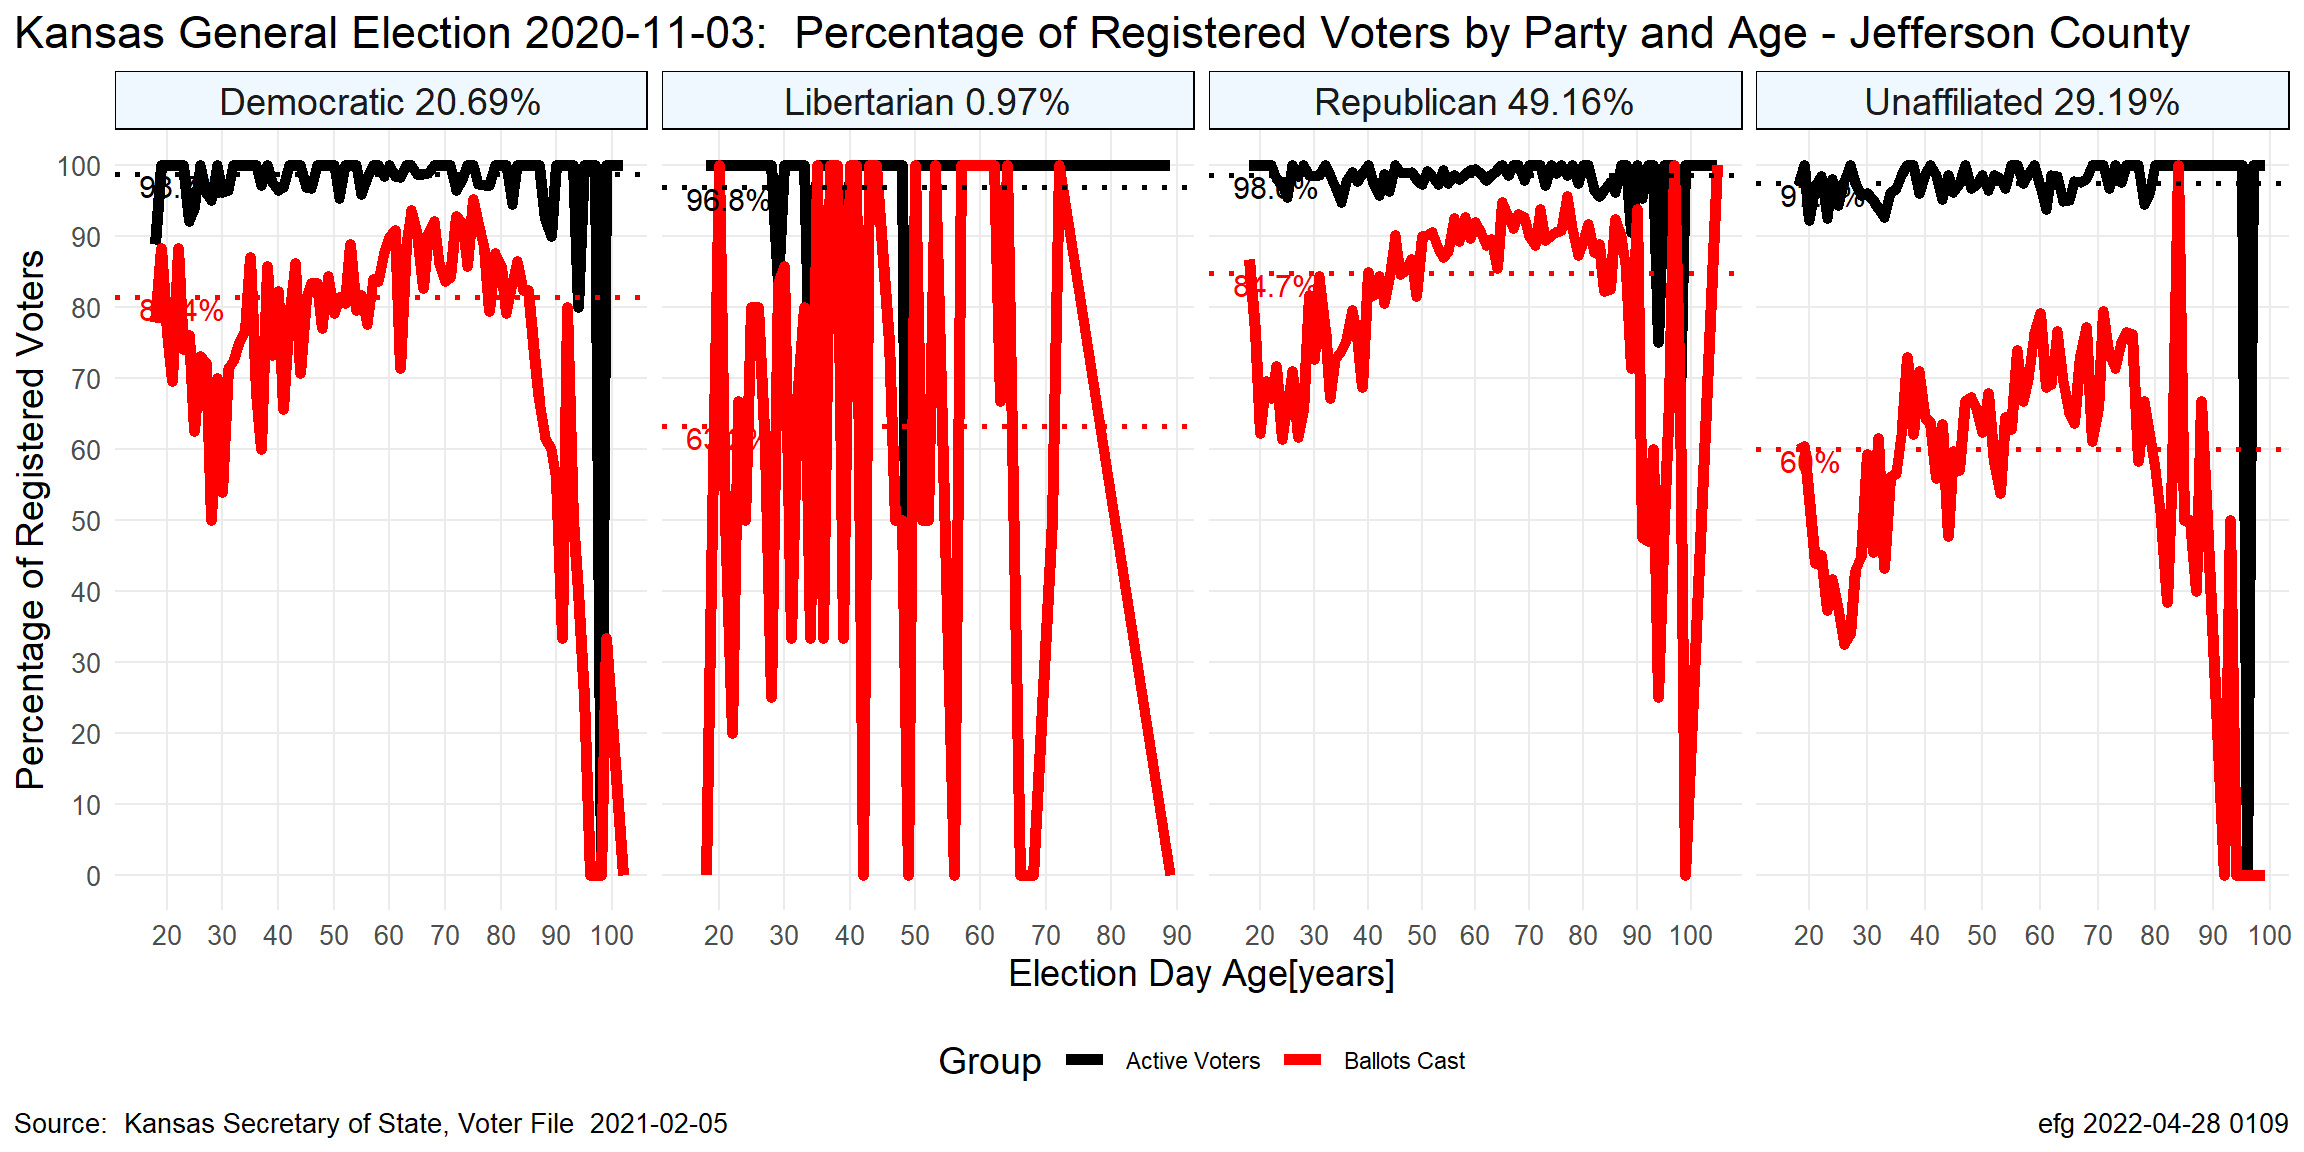 Kansas General Election 2020-11-03:  Percentage of Registered Voters by Party and Age - Jefferson County
Democratic 20.69%
Libertarian 0.97%
Republican 49.16%
Unaffiliated 29.19%
Percentage of Registered Voters
100
90
80
70
60
50
40
30
20
10
0
96.8%
84.7%
60%
20 30 40 50 60 70 80 90 100
20 30 40 50 60 70 80 90
20 30 40 50 60 70 80 90 100
20 30 40 50 60 70 80 90 100
Election Day Age[years]
Group Active Voters Ballots Cast
Source:  Kansas Secretary of State, Voter File  2021-02-05
efg 2022-04-28 0109